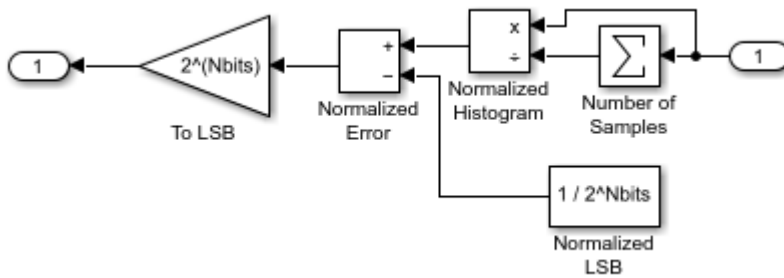 1
2^(Nbits)
To LSB
+
−
Normalized
Error
x
÷
Normalized
Histogram
∑
Number of
Samples
1
1 / 2^Nbits
Normalized
LSB